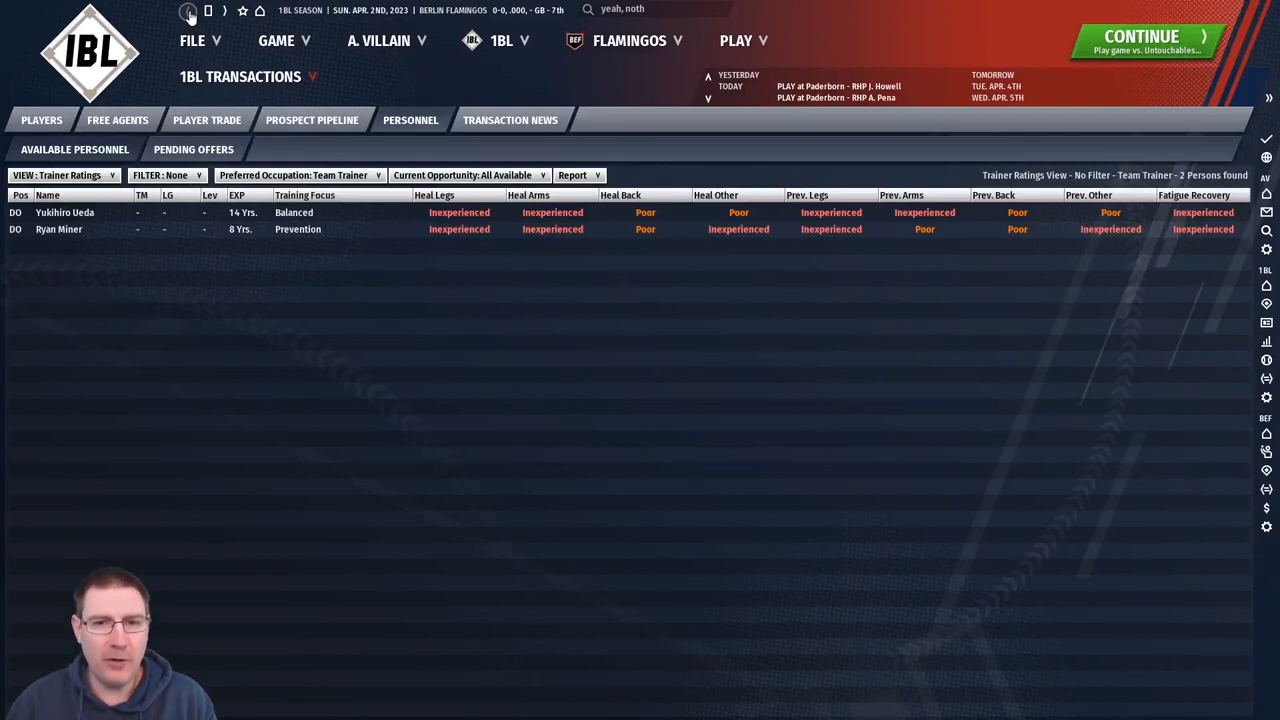 1BL SEASON | SUN. APR. 2ND, 2023 | BERLIN FLAMINGOS 0-0, .000, - GB - 7th
yeah, noth
IBL
FILE GAME A. VILLAIN 1BL FLAMINGOS PLAY
BEF
CONTINUE
Play game vs. Untouchables...
1BL TRANSACTIONS
YESTERDAY TOMORROW
TODAY PLAY at Paderborn - RHP J. Howell TUE. APR. 4TH
PLAY at Paderborn - RHP A. Pena WED. APR. 5TH
PLAYERS FREE AGENTS PLAYER TRADE PROSPECT PIPELINE PERSONNEL TRANSACTION NEWS
AVAILABLE PERSONNEL PENDING OFFERS
VIEW: Trainer Ratings FILTER: None Preferred Occupation: Team Trainer Current Opportunity: All Available Report Trainer Ratings View - No Filter - Team Trainer - 2 Persons found
Pos Name TM LG Lev EXP Training Focus Heal Legs Heal Arms Heal Back Heal Other Prev. Legs Prev. Arms Prev. Back Prev. Other Fatigue Recovery
DO Yukihiro Ueda - - - 14 Yrs. Balanced Inexperienced Inexperienced Poor Poor Inexperienced Inexperienced Poor Poor Inexperienced
DO Ryan Miner - - - 8 Yrs. Prevention Inexperienced Inexperienced Poor Inexperienced Inexperienced Poor Poor Inexperienced Inexperienced
AV
1BL
BEF